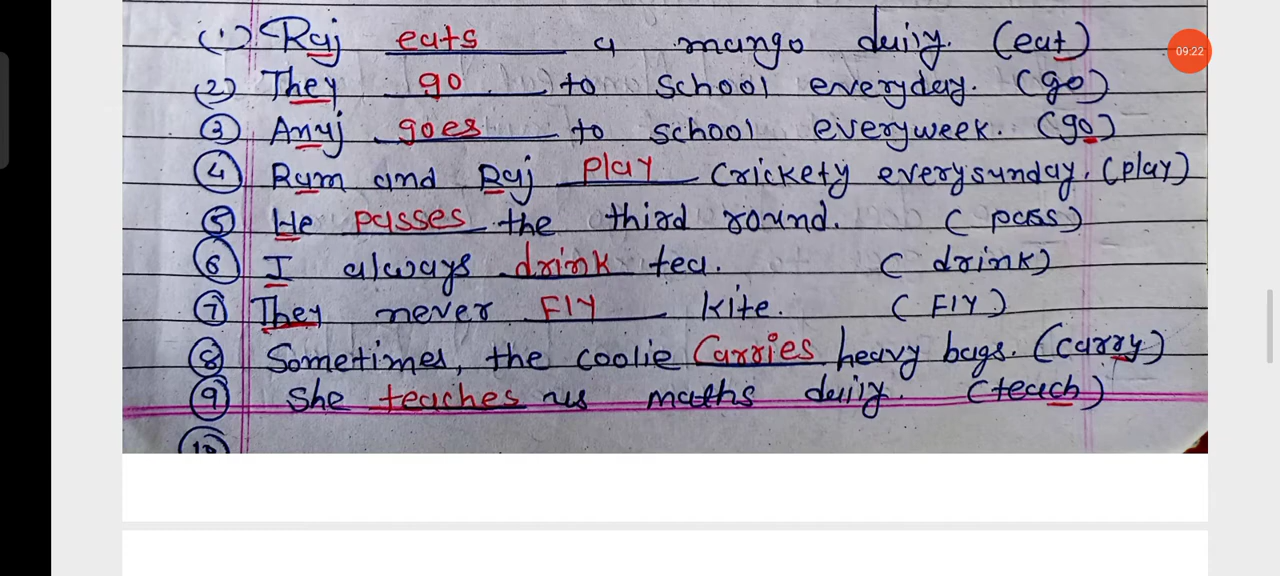 09:22
(1) Raj eats a mango daily. (eat)
(2) They go to school everyday. (go)
(3) Anuj goes to school everyweek. (go)
(4) Ram and Raj play Crickety everysunday. (play)
(5) He passes the third round. (pass)
(6) I always drink tea. (drink)
(7) They never Fly kite. (Fly)
(8) Sometimes, the coolie Carries heavy bags. (carry)
(9) She teaches us maths daily. (teach)
(10)